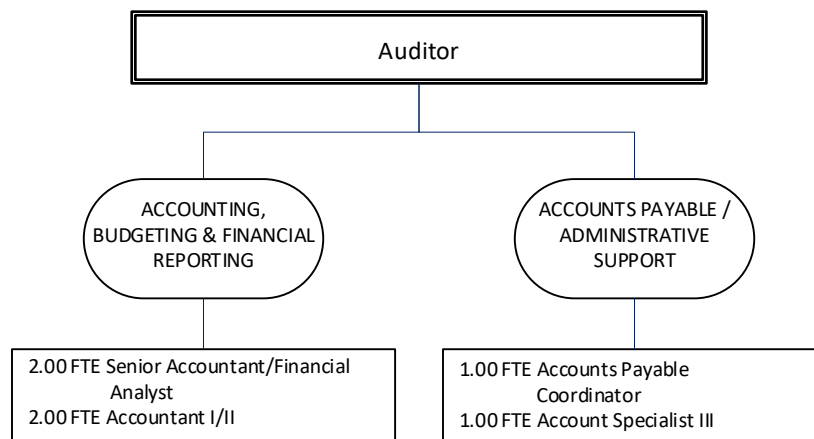 Auditor
ACCOUNTING,
BUDGETING & FINANCIAL
REPORTING
ACCOUNTS PAYABLE /
ADMINISTRATIVE
SUPPORT
2.00 FTE Senior Accountant/Financial
Analyst
2.00 FTE Accountant I/II
1.00 FTE Accounts Payable
Coordinator
1.00 FTE Account Specialist III